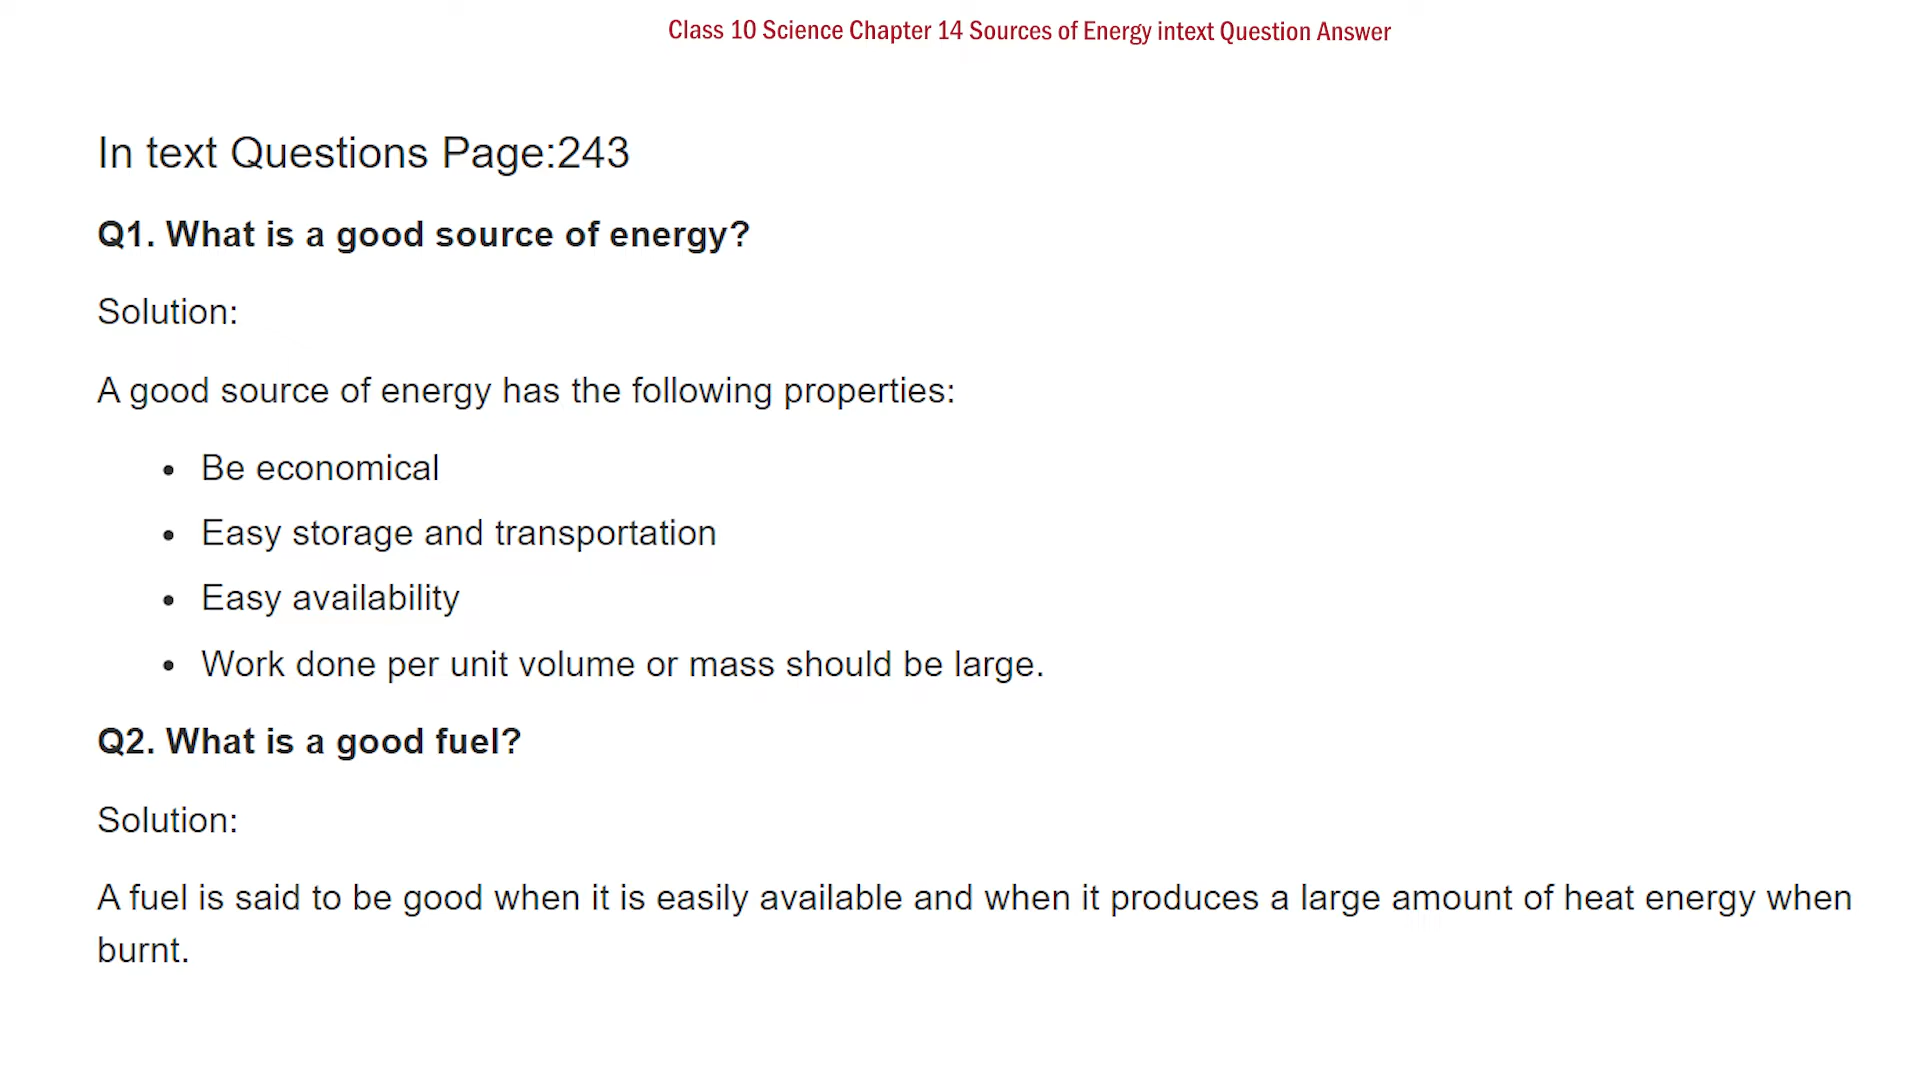 Class 10 Science Chapter 14 Sources of Energy intext Question Answer
In text Questions Page:243
Q1. What is a good source of energy?
Solution:
A good source of energy has the following properties:
• Be economical
• Easy storage and transportation
• Easy availability
• Work done per unit volume or mass should be large.
Q2. What is a good fuel?
Solution:
A fuel is said to be good when it is easily available and when it produces a large amount of heat energy when
burnt.